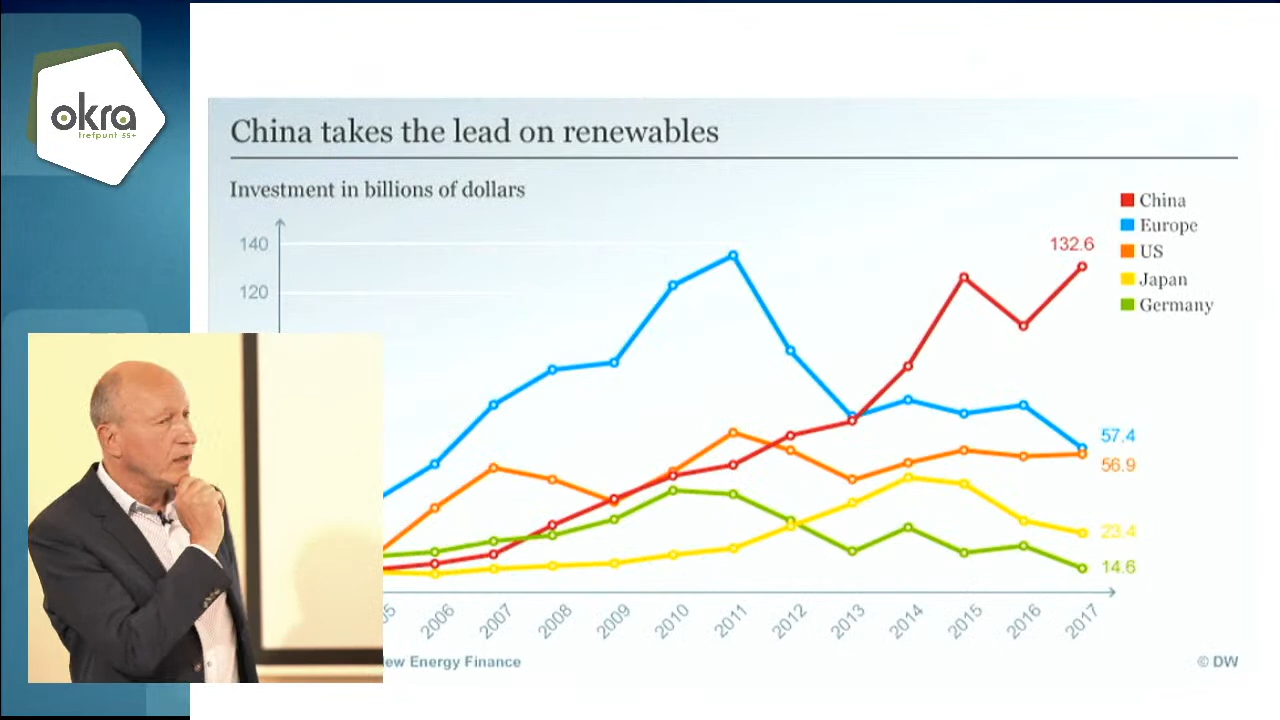 okra
trefpunt 55+
China takes the lead on renewables
Investment in billions of dollars
China
Europe
US
Japan
Germany
140
120
132.6
57.4
56.9
23.4
14.6
05
2006
2007
2008
2009
2010
2011
2012
2013
2014
2015
2016
2017
ew Energy Finance
© DW